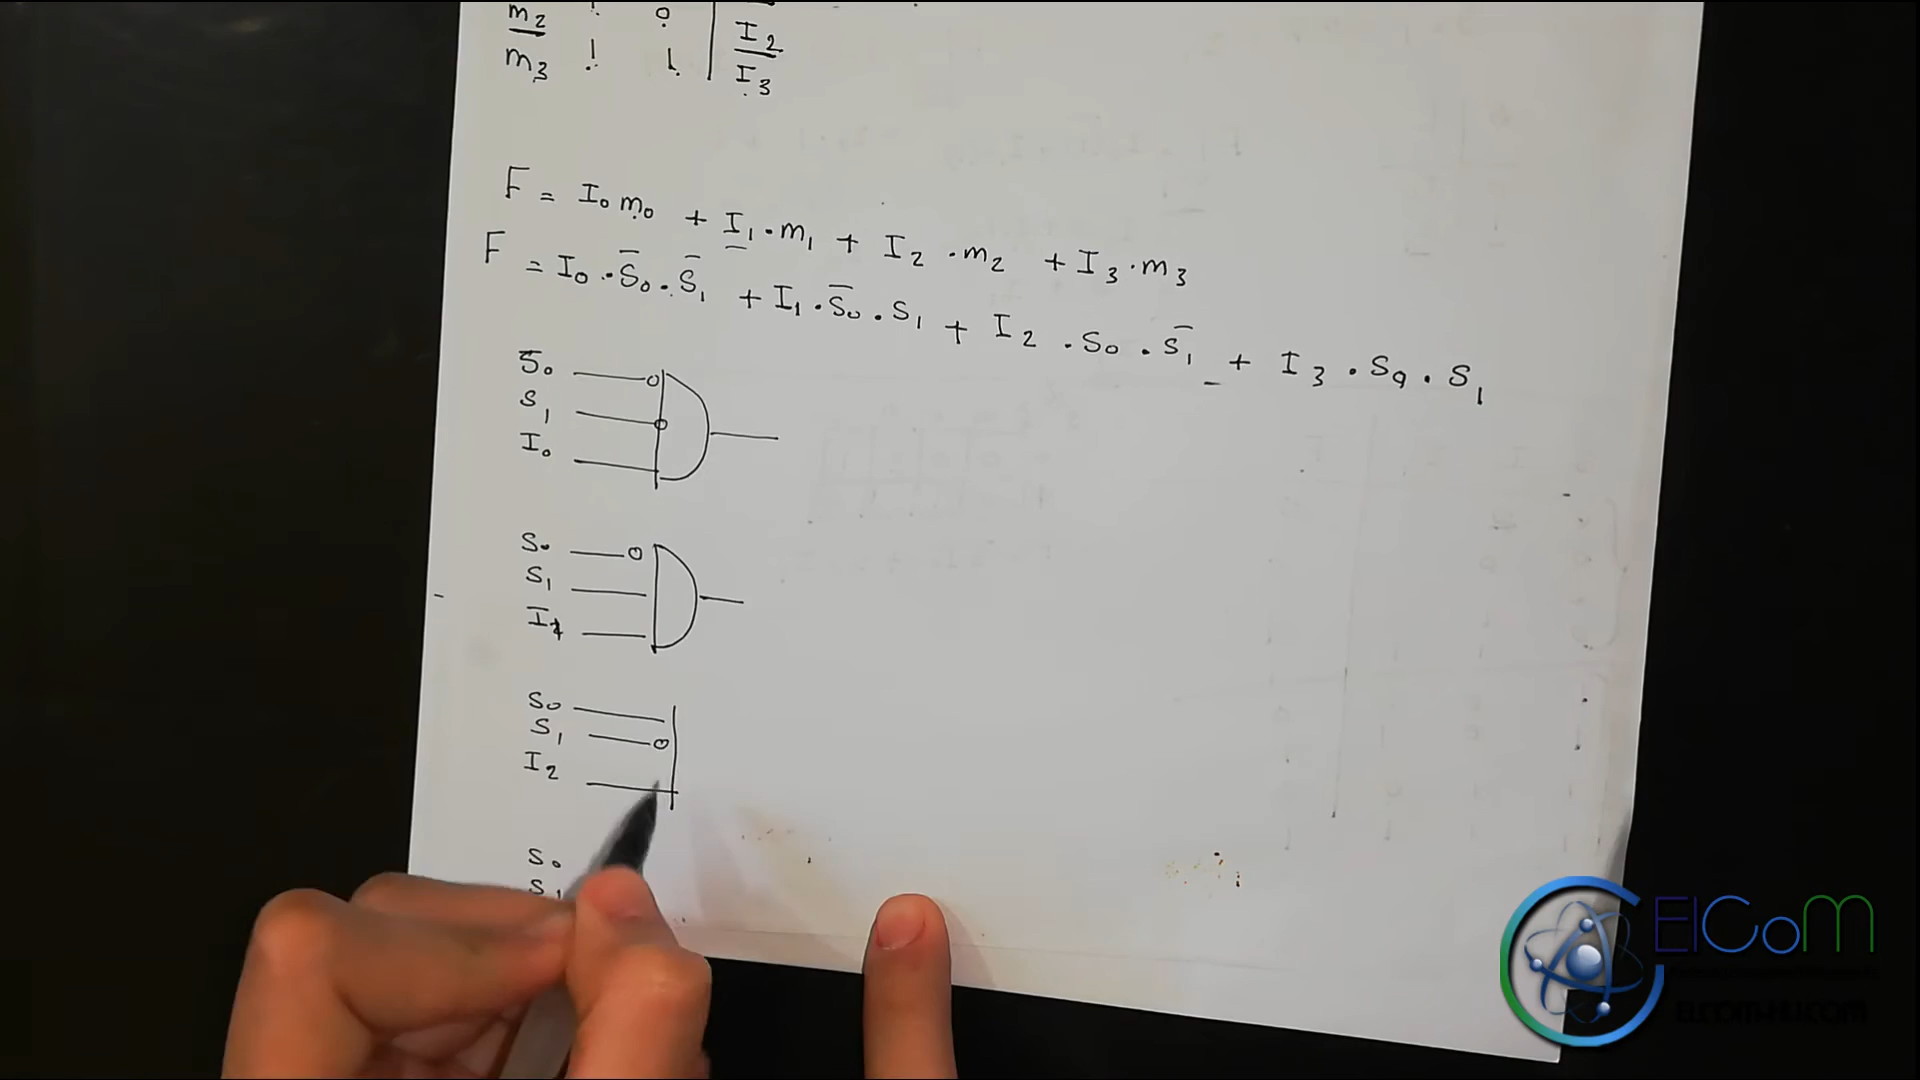 m2 1 0 I2
m3 1 1 I3
F = I0 m0 + I1 · m1 + I2 · m2 + I3 · m3
F = I0 · S̅0 · S̅1 + I1 · S̅0 · S1 + I2 · S0 · S̅1 + I3 · S0 · S1
S0
S1
I0
S0
S1
I1
S0
S1
I2
S0
S1
ElCoM